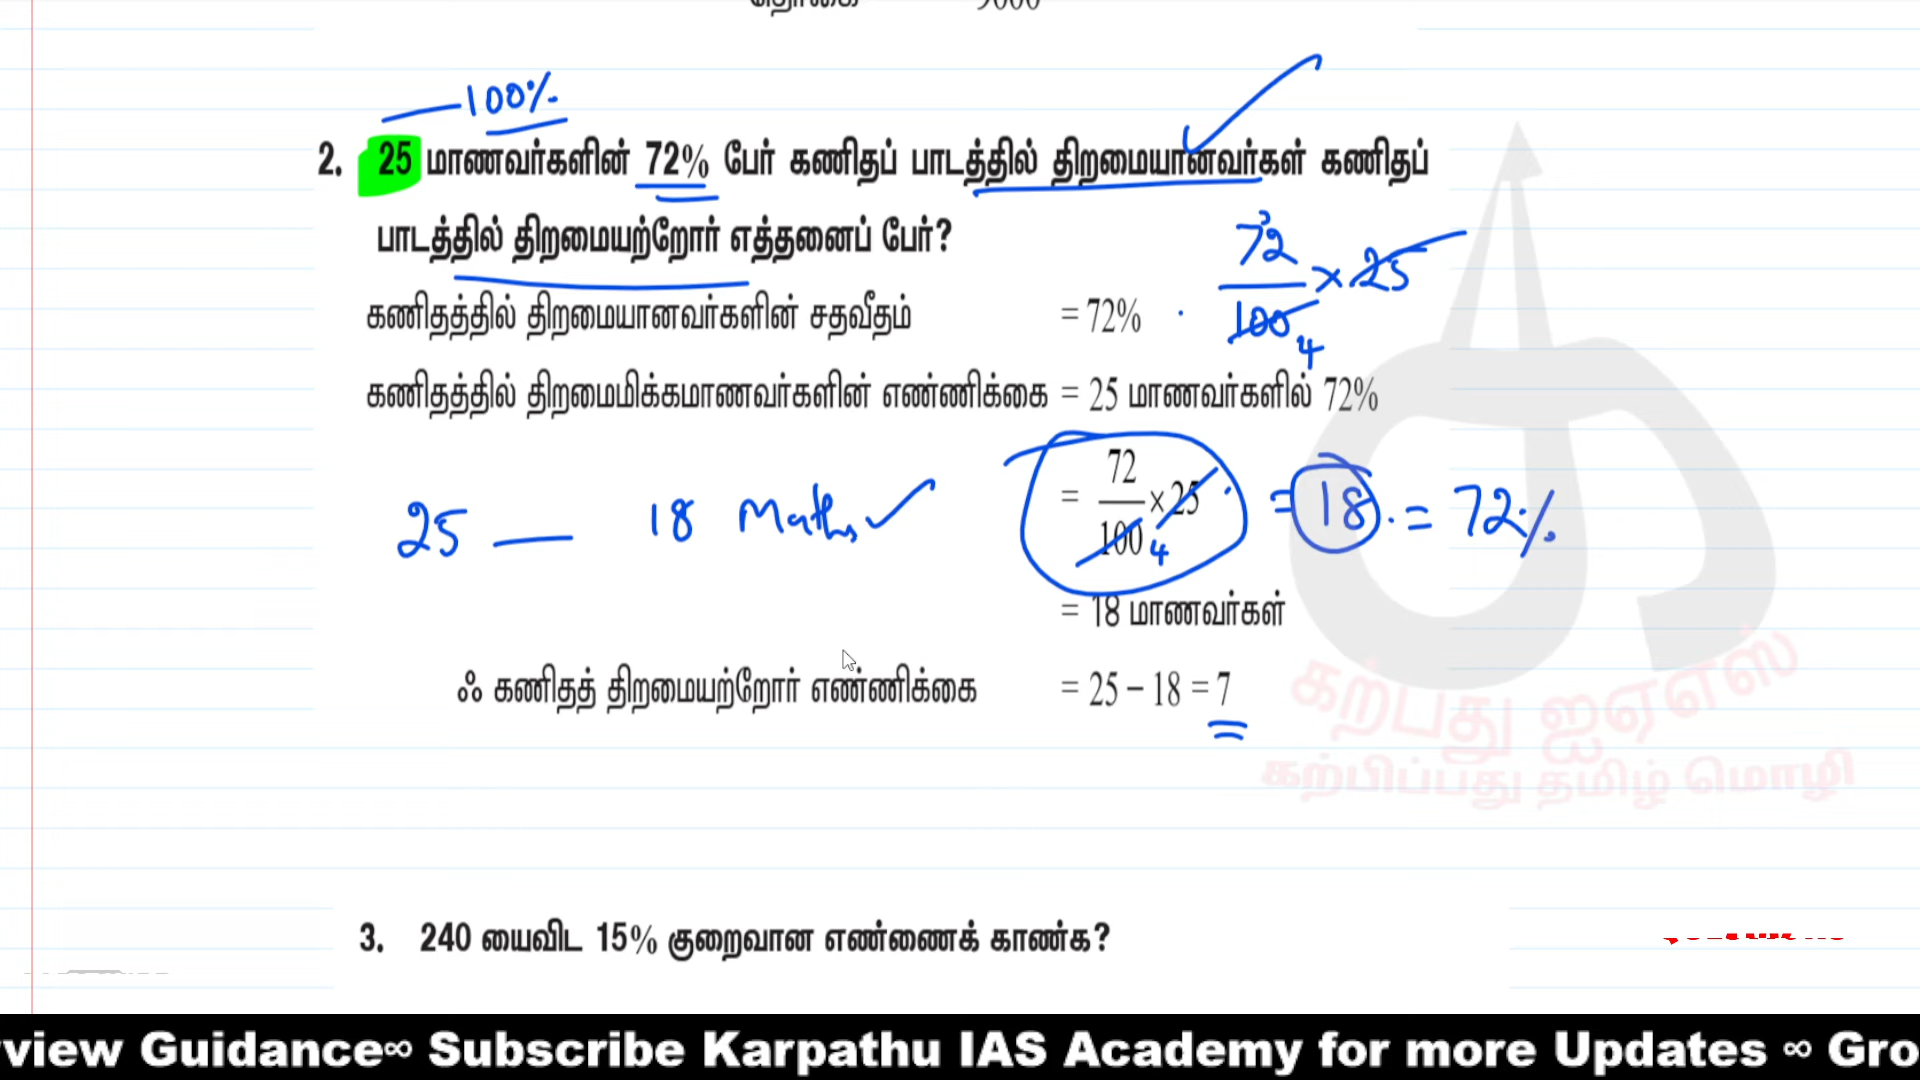 100%
2. 25 மாணவர்களின் 72% பேர் கணிதப் பாடத்தில் திறமையானவர்கள் கணிதப்
பாடத்தில் திறமையற்றோர் எத்தனைப் பேர்?
72/100 × 25
4
கணிதத்தில் திறமையானவர்களின் சதவீதம் = 72%
கணிதத்தில் திறமைமிக்கமாணவர்களின் எண்ணிக்கை = 25 மாணவர்களில் 72%
25 — 18 Maths = 72/100 × 25 = 18 = 72%
4
= 18 மாணவர்கள்
ஃ கணிதத் திறமையற்றோர் எண்ணிக்கை = 25 – 18 = 7
கற்பது ஐஏஎஸ்
கற்பிப்பது தமிழ் மொழி
3. 240 யைவிட 15% குறைவான எண்ணைக் காண்க?
view Guidance∞ Subscribe Karpathu IAS Academy for more Updates ∞ Gro